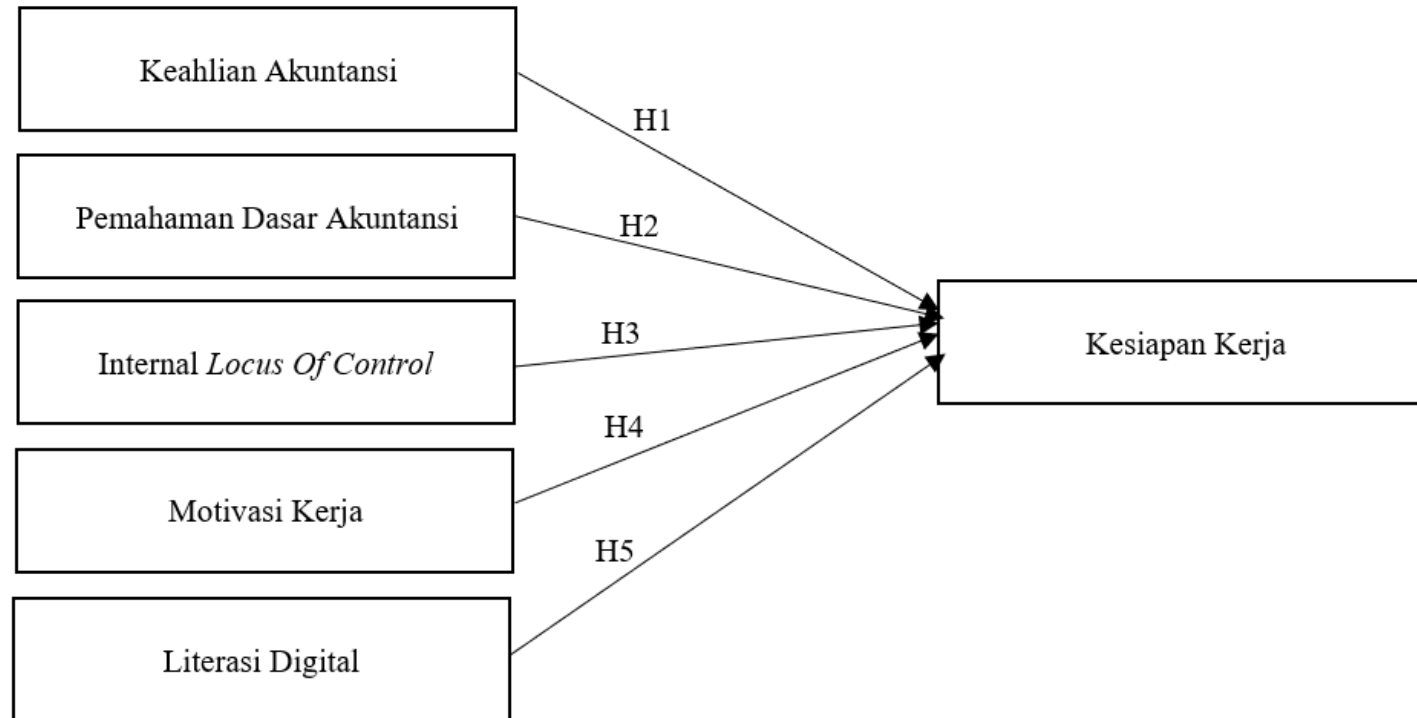 Keahlian Akuntansi
H1
Pemahaman Dasar Akuntansi
H2
Internal Locus Of Control
H3
Kesiapan Kerja
H4
Motivasi Kerja
H5
Literasi Digital